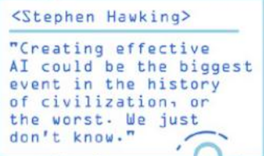 <Stephen Hawking>
"Creating effective
AI could be the biggest
event in the history
of civilization, or
the worst. We just
don't know."